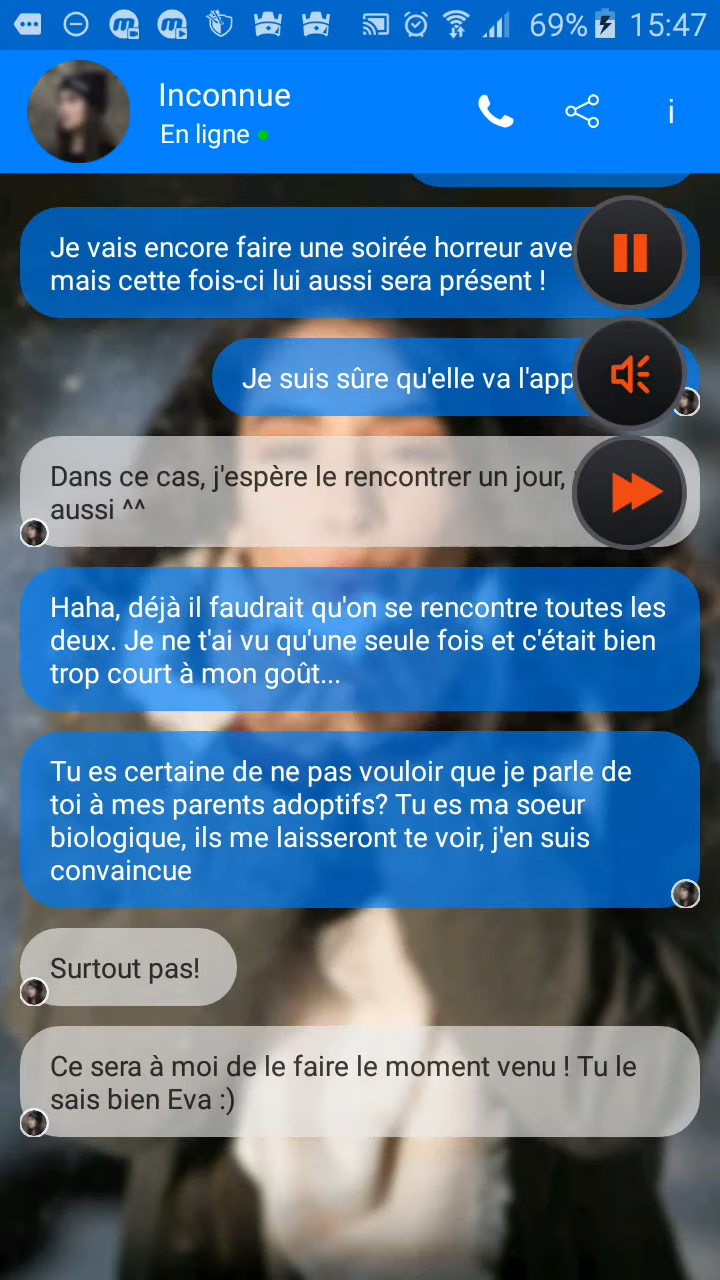 69% 15:47
Inconnue
En ligne
Je vais encore faire une soirée horreur ave
mais cette fois-ci lui aussi sera présent !
Je suis sûre qu'elle va l'app
Dans ce cas, j'espère le rencontrer un jour,
aussi ^^
Haha, déjà il faudrait qu'on se rencontre toutes les
deux. Je ne t'ai vu qu'une seule fois et c'était bien
trop court à mon goût...
Tu es certaine de ne pas vouloir que je parle de
toi à mes parents adoptifs? Tu es ma soeur
biologique, ils me laisseront te voir, j'en suis
convaincue
Surtout pas!
Ce sera à moi de le faire le moment venu ! Tu le
sais bien Eva :)